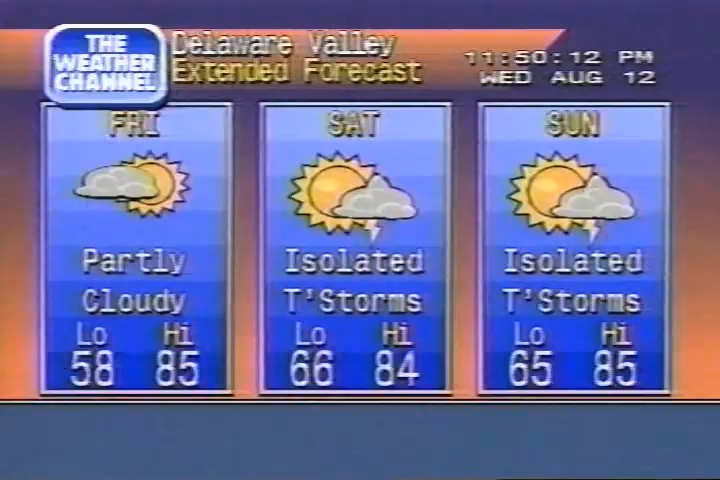 THE
WEATHER
CHANNEL
Delaware Valley
Extended Forecast
11:50:12 PM
WED AUG 12
FRI
Partly
Cloudy
Lo Hi
58 85
SAT
Isolated
T'Storms
Lo Hi
66 84
SUN
Isolated
T'Storms
Lo Hi
65 85